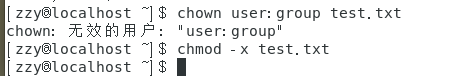 [zzy@localhost ~]$ chown user:group test.txt
chown: 无效的用户: "user:group"
[zzy@localhost ~]$ chmod -x test.txt
[zzy@localhost ~]$